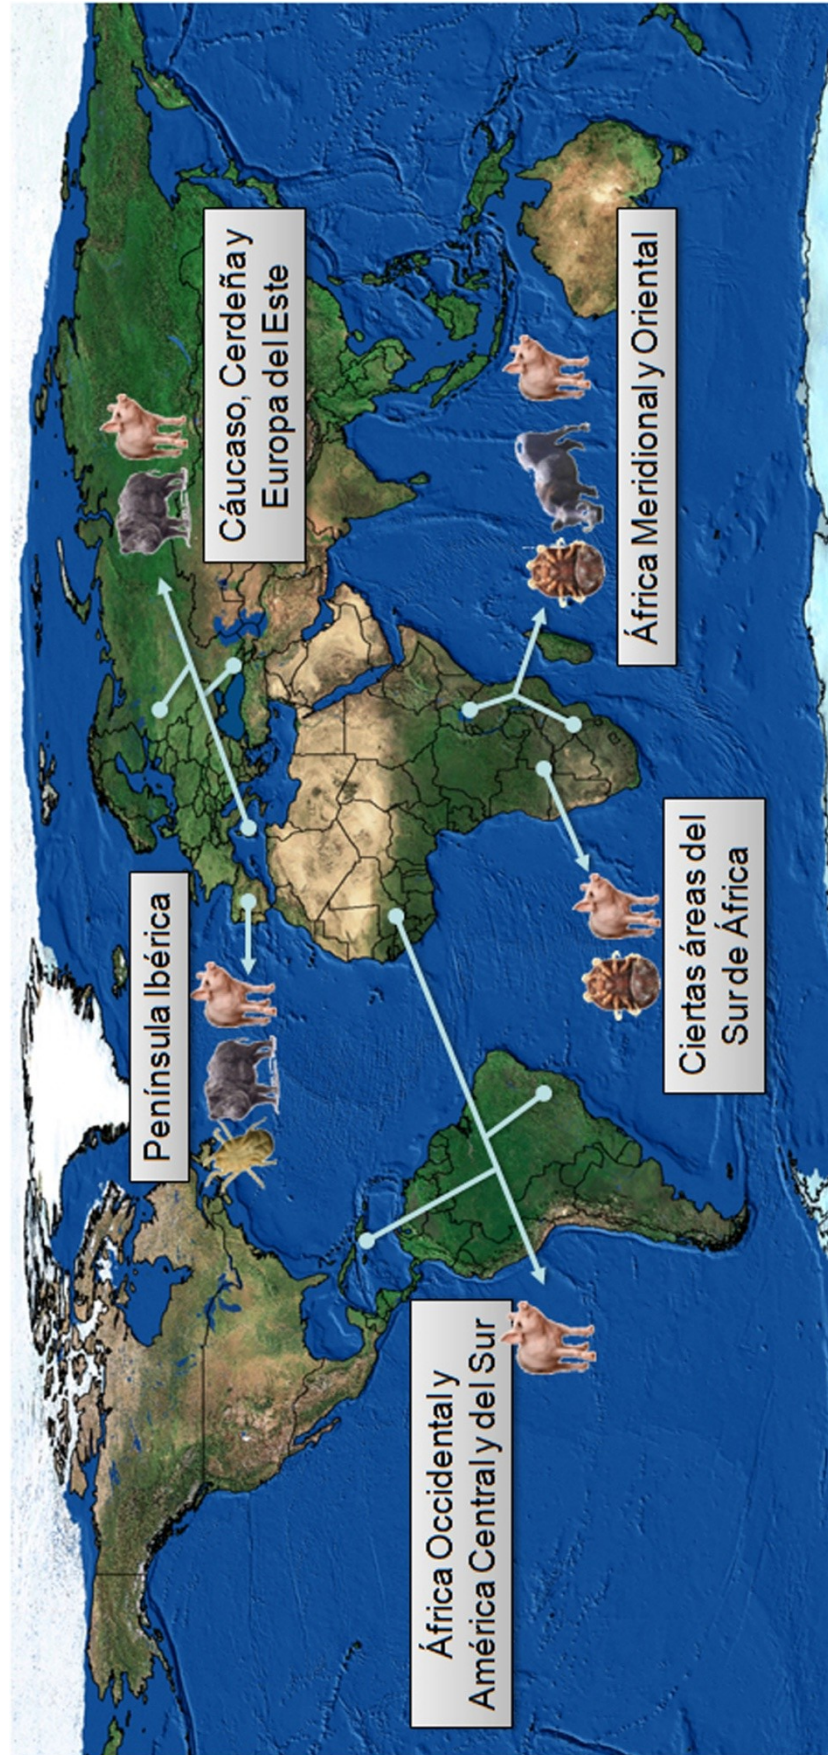 Península Ibérica
Cáucaso, Cerdeña y
Europa del Este
África Occidental y
América Central y del Sur
Ciertas áreas del
Sur de África
África Meridional y Oriental